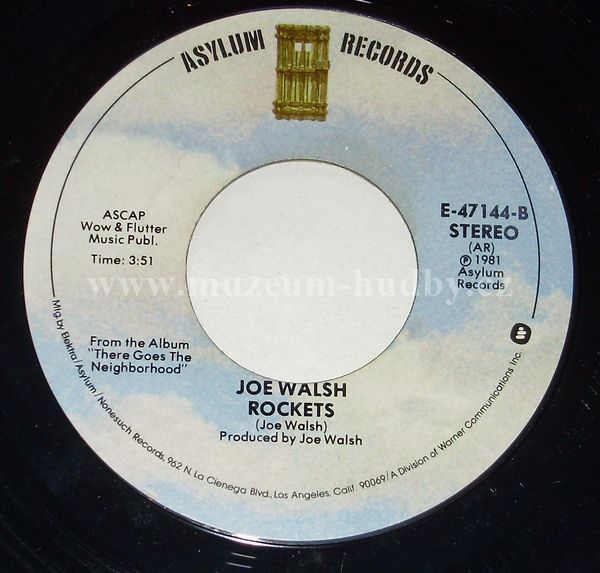 ASYLUM RECORDS
ASCAP
Wow & Flutter
Music Publ.
Time: 3:51
E-47144-B
STEREO
(AR)
℗ 1981
Asylum
Records
www.muzeum-hudby.cz
From the Album
"There Goes The
Neighborhood"
JOE WALSH
ROCKETS
(Joe Walsh)
Produced by Joe Walsh
Mfg. by Elektra/Asylum/Nonesuch Records, 962 N. La Cienega Blvd., Los Angeles, Calif. 90069/A Division of Warner Communications Inc.